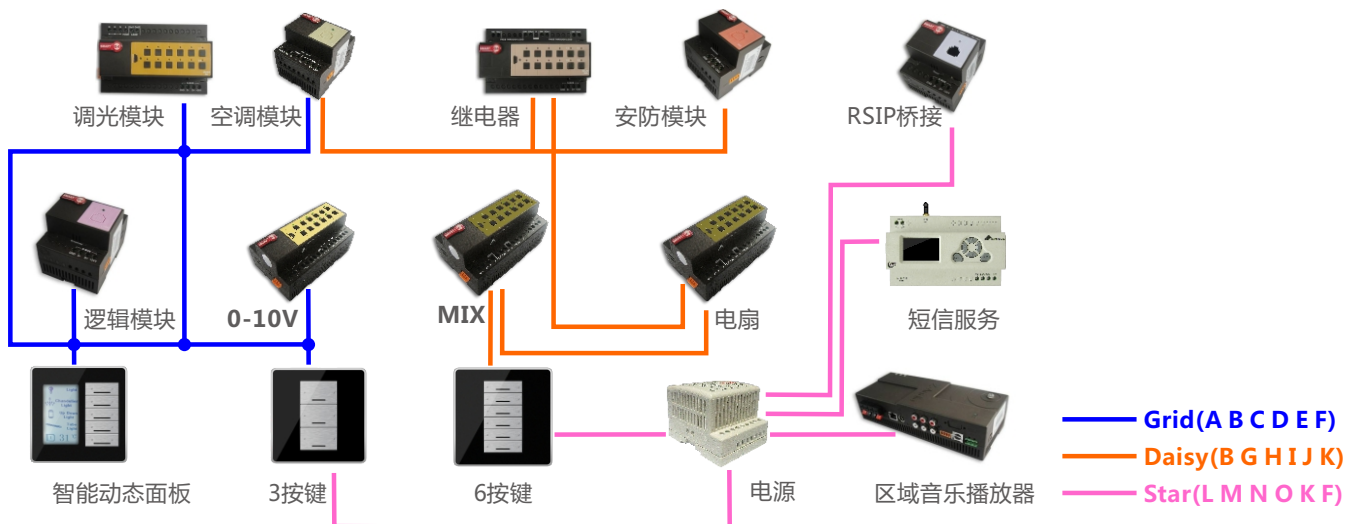 调光模块
空调模块
继电器
安防模块
RSIP桥接
逻辑模块
0-10V
MIX
电扇
短信服务
智能动态面板
3按键
6按键
电源
区域音乐播放器
Grid(A B C D E F)
Daisy(B G H I J K)
Star(L M N O K F)